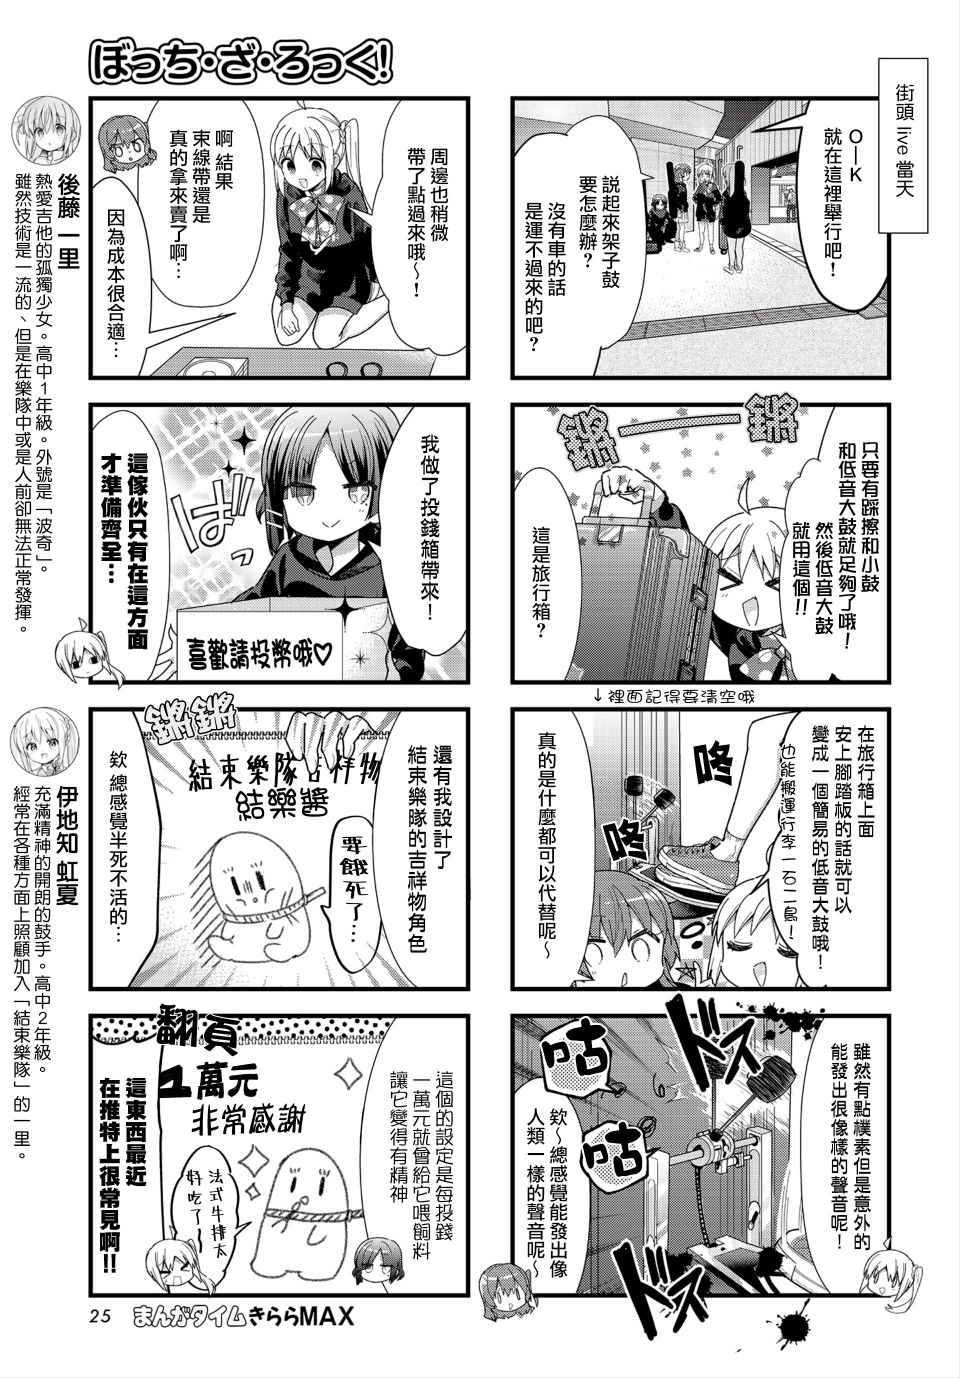 ぼっち・ざ・ろっく!
街頭 live 當天
O—K
就在這裡舉行吧!
說起來架子鼓
要怎麼辦?
沒有車的話
是運不過來的吧?
鏘—鏘
只要有踩擦和小鼓
和低音大鼓就足夠了哦!
然後低音大鼓
就用這個!!
這是旅行箱?
↓裡面記得要清空哦
在旅行箱上面
安上腳踏板的話就可以
變成一個簡易的低音大鼓哦!
也能搬運行李 一石二鳥!
咚
咚
真的是什麼都可以代替呢~
雖然有點樸素但是意外的
能發出很像樣的聲音呢!
ドス
ドス
咕
咕
欸~總感覺能發出像
人類一樣的聲音呢~
周邊也稍微
帶了點過來哦~!
啊 結果
束線帶還是
真的拿來賣了啊…
因為成本很合適…
我做了投錢箱帶來!
ぱ゛っ
喜歡請投幣哦♡
這傢伙只有在這方面
才準備齊全…
還有我設計了
結束樂隊的吉祥物角色
鏘鏘
結束樂隊吉祥物
結樂醬
要餓死了…
欸 總感覺半死不活的…
這個的設定是每投錢
一萬元就會給它喂飼料
讓它變得有精神
翻頁
1萬元
非常感謝
法式牛排太
好吃了~
這東西最近
在推特上很常見啊!!
後藤 一里
熱愛吉他的孤獨少女。高中1年級。外號是「波奇」。
雖然技術是一流的、但是在樂隊中或是人前卻無法正常發揮。
伊地知 虹夏
充滿精神的開朗的鼓手。高中2年級。
經常在各種方面上照顧加入「結束樂隊」的一里。
25 まんがタイムきららMAX